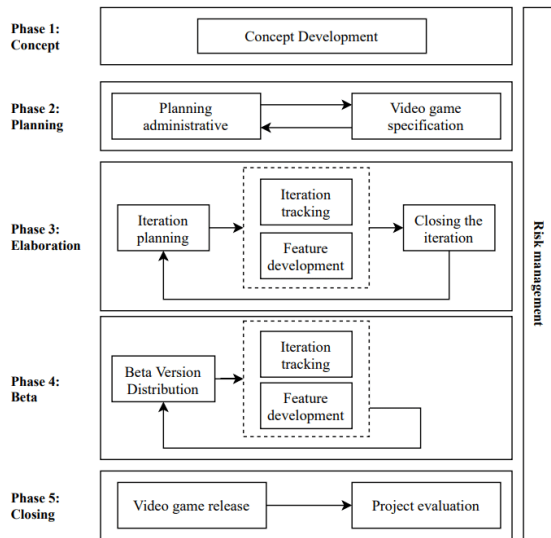 Phase 1:
Concept
Concept Development
Phase 2:
Planning
Planning
administrative
Video game
specification
Phase 3:
Elaboration
Iteration
planning
Iteration
tracking
Feature
development
Closing the
iteration
Phase 4:
Beta
Beta Version
Distribution
Iteration
tracking
Feature
development
Phase 5:
Closing
Video game release
Project evaluation
Risk management